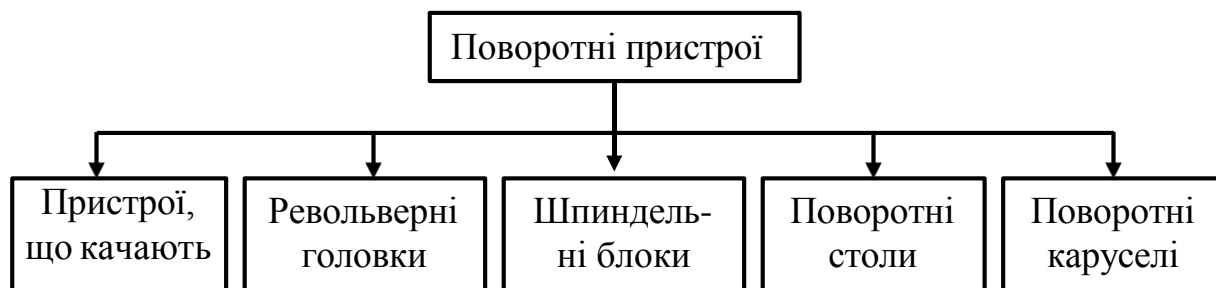 Поворотні пристрої
Пристрої,
що качають
Револьверні
головки
Шпиндель-
ні блоки
Поворотні
столи
Поворотні
каруселі